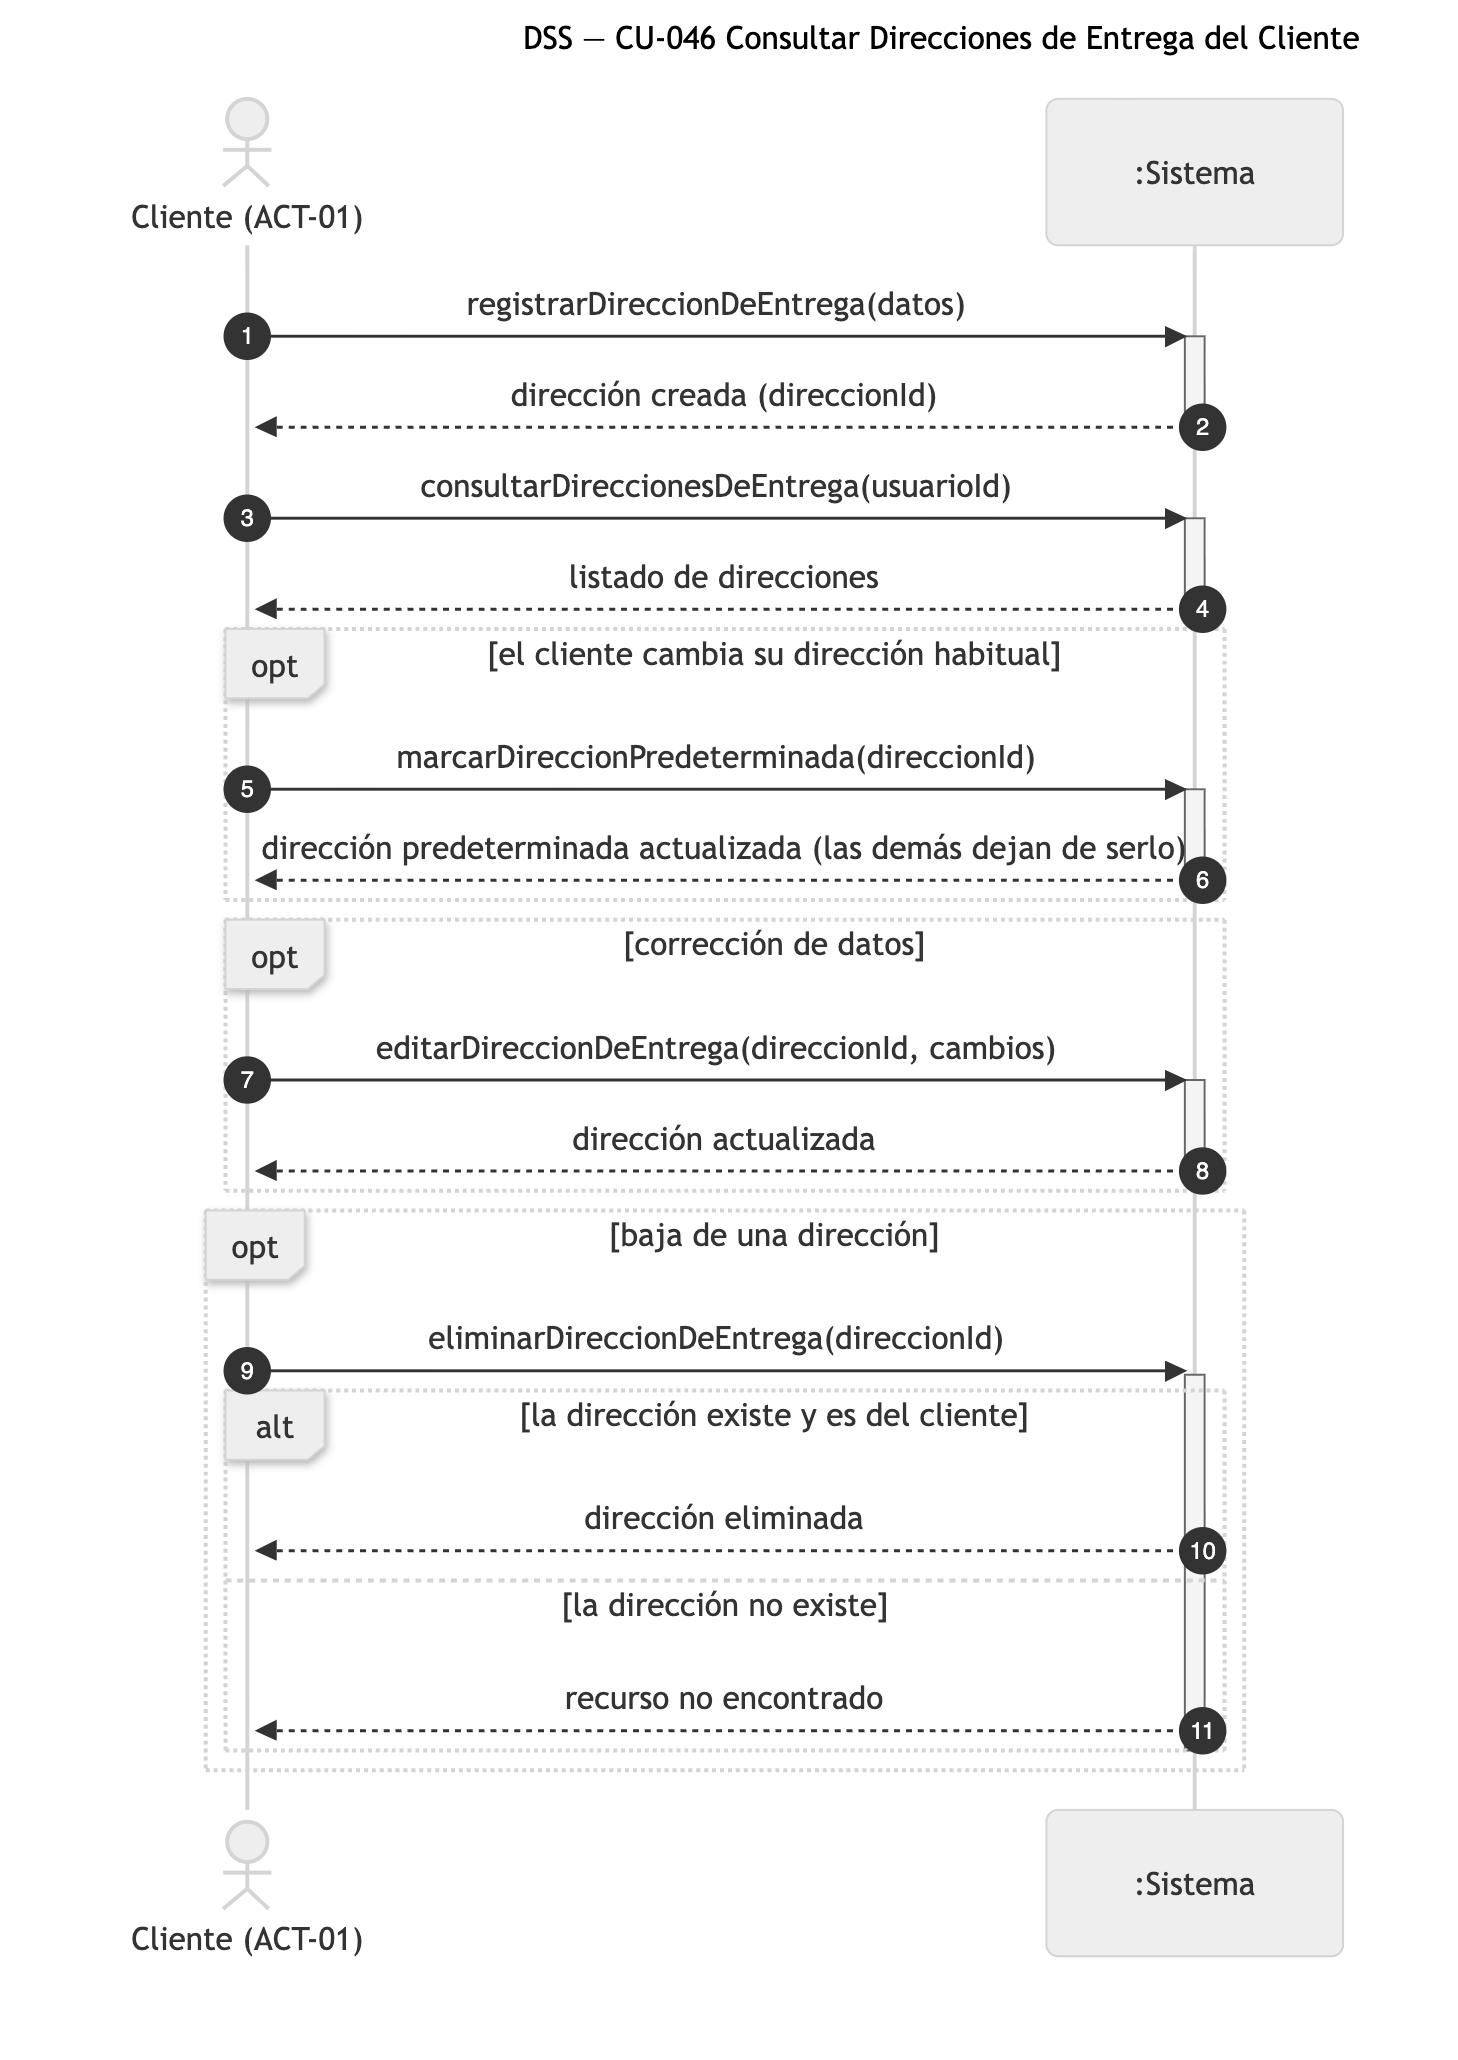 DSS — CU-046 Consultar Direcciones de Entrega del Cliente
:Sistema
Cliente (ACT-01)
registrarDireccionDeEntrega(datos)
1
dirección creada (direccionId)
2
consultarDireccionesDeEntrega(usuarioId)
3
listado de direcciones
4
opt
[el cliente cambia su dirección habitual]
marcarDireccionPredeterminada(direccionId)
5
dirección predeterminada actualizada (las demás dejan de serlo)
6
opt
[corrección de datos]
editarDireccionDeEntrega(direccionId, cambios)
7
dirección actualizada
8
opt
[baja de una dirección]
eliminarDireccionDeEntrega(direccionId)
9
alt
[la dirección existe y es del cliente]
dirección eliminada
10
[la dirección no existe]
recurso no encontrado
11
:Sistema
Cliente (ACT-01)